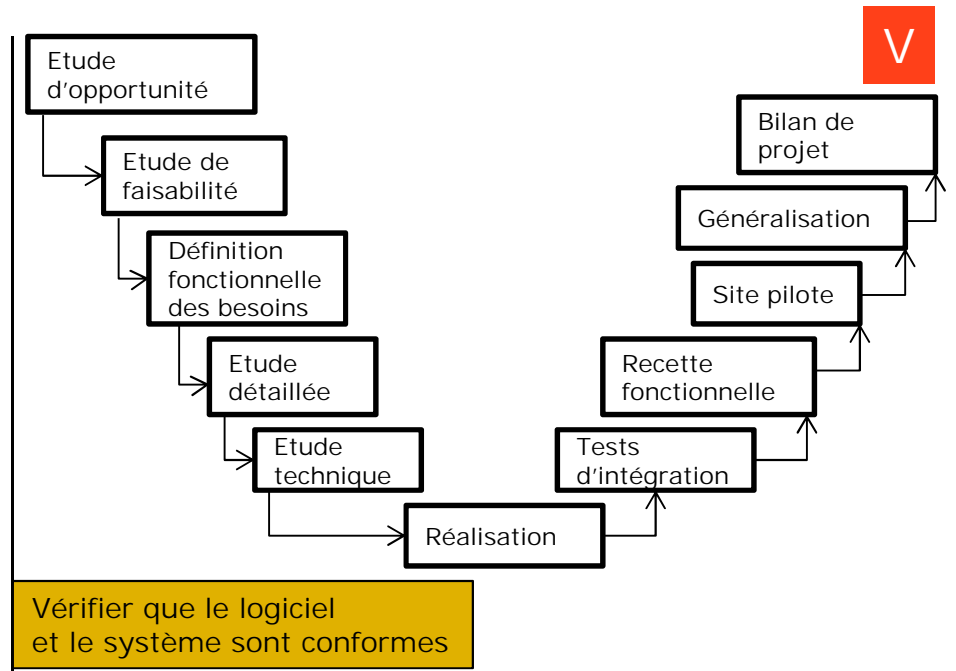 V
Etude
d'opportunité
Etude de
faisabilité
Définition
fonctionnelle
des besoins
Etude
détaillée
Etude
technique
Réalisation
Tests
d'intégration
Recette
fonctionnelle
Site pilote
Généralisation
Bilan de
projet
Vérifier que le logiciel
et le système sont conformes